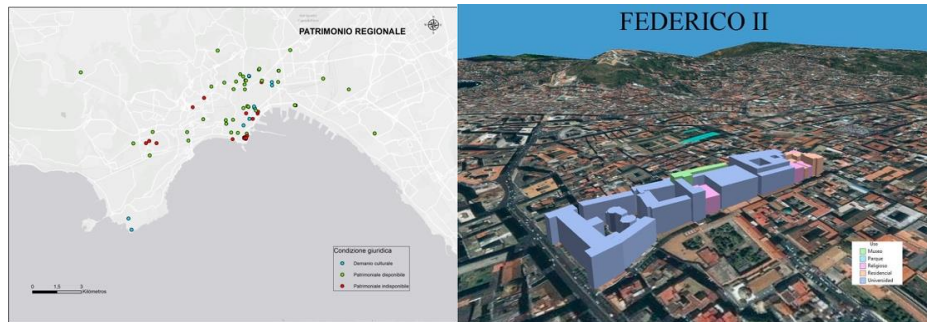 PATRIMONIO REGIONALE
Condizione giuridica
Demanio culturale
Patrimoniale disponibile
Patrimoniale indisponibile
0 1,5 3
Kilometros
FEDERICO II
Uso
Museo
Parque
Religioso
Residencial
Universidad